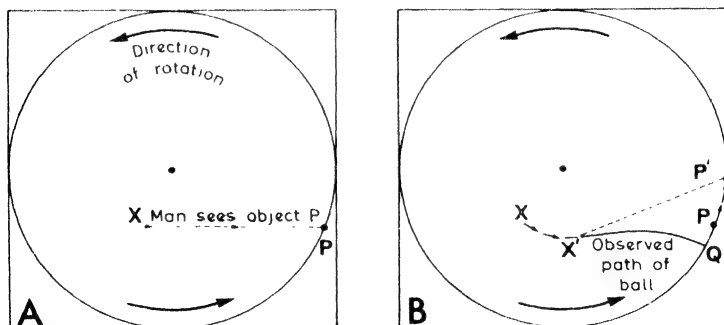 Direction
of rotation
X Man sees object P
P
A
P'
X
P
X'
Observed
path of
ball
Q
B